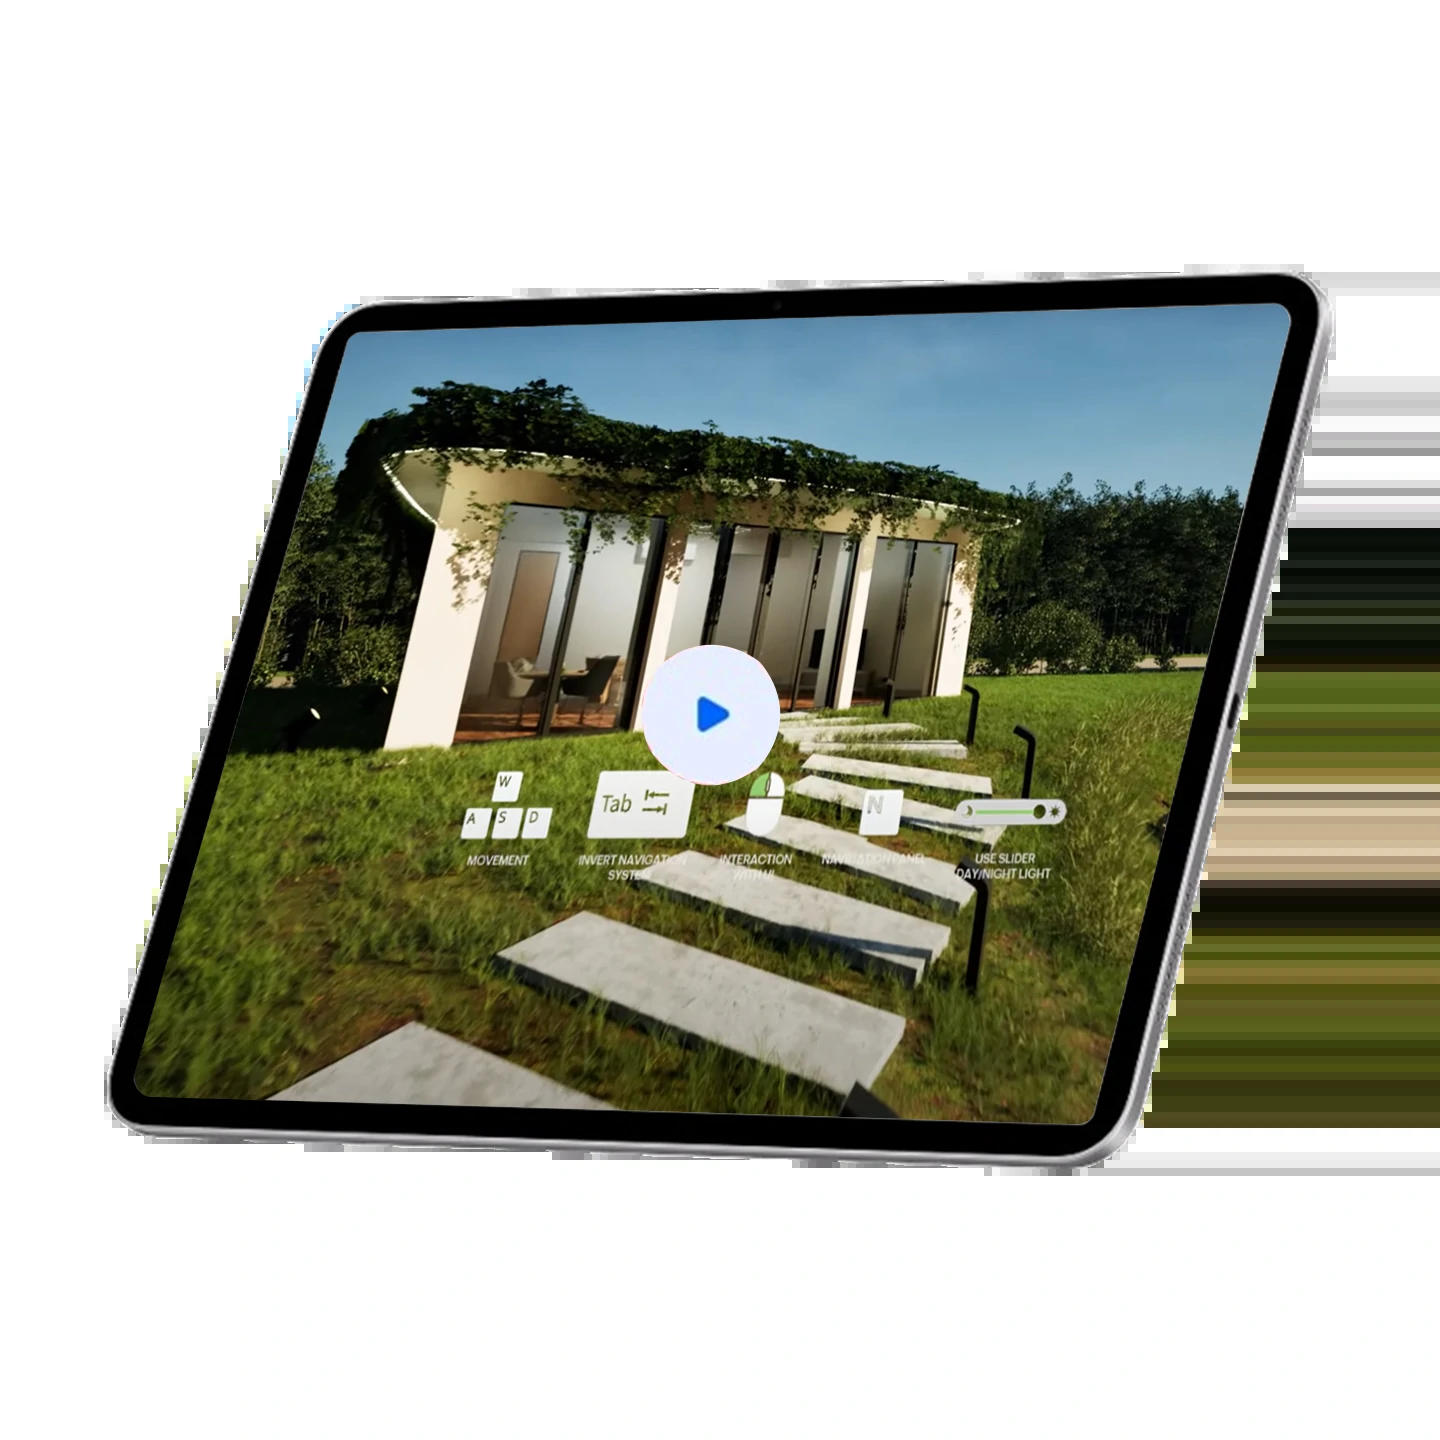 W
A S D
Tab
N
MOVEMENT
INVERT NAVIGATION
SYSTEM
INTERACTION
WITH UI
NAVIGATION PANEL
USE SLIDER
DAY/NIGHT LIGHT